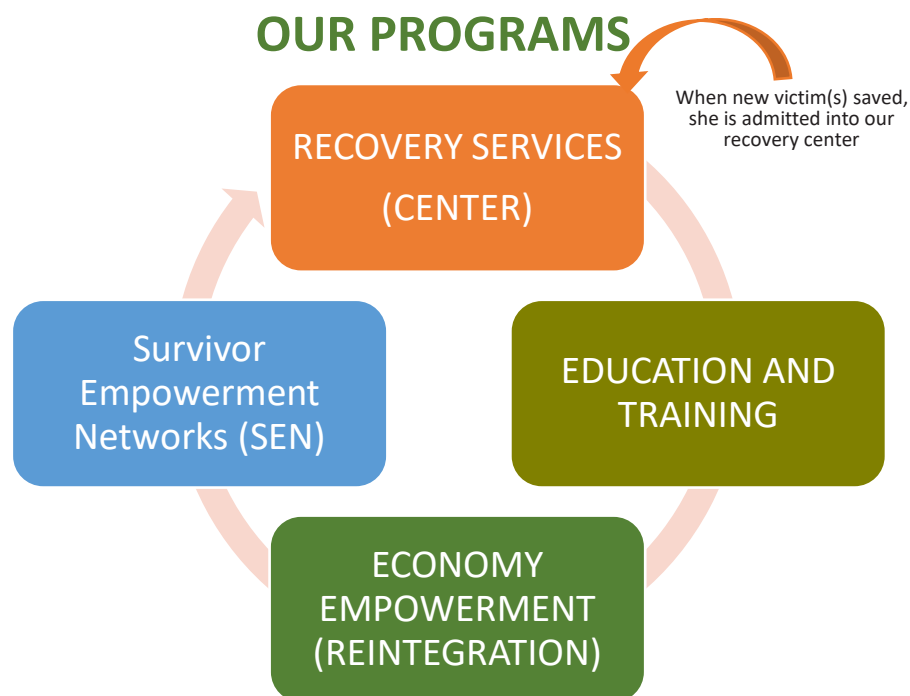 OUR PROGRAMS
When new victim(s) saved,
she is admitted into our
recovery center
RECOVERY SERVICES
(CENTER)
Survivor
Empowerment
Networks (SEN)
EDUCATION AND
TRAINING
ECONOMY
EMPOWERMENT
(REINTEGRATION)